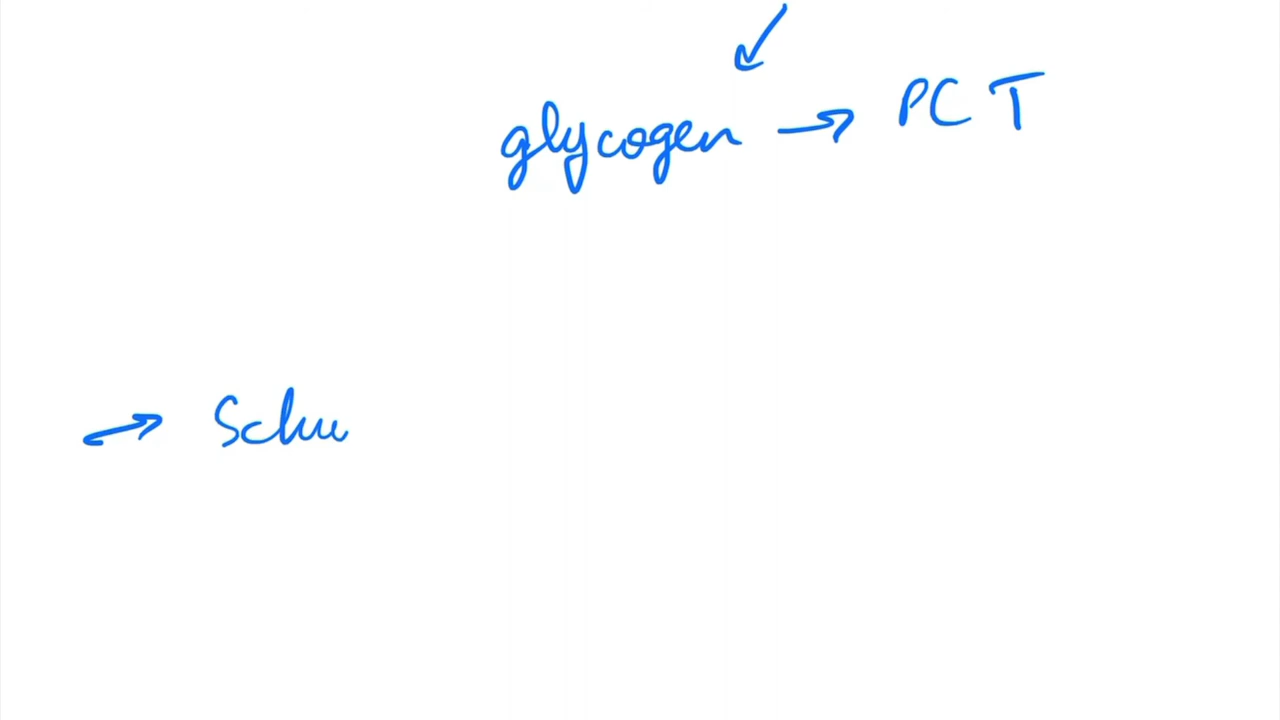 glycogen → PCT
→ Schu